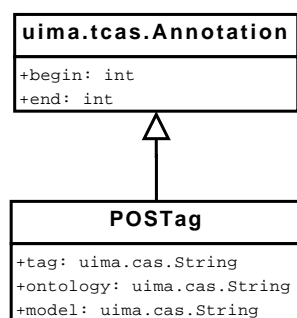 uima.tcas.Annotation
+begin: int
+end: int
POSTag
+tag: uima.cas.String
+ontology: uima.cas.String
+model: uima.cas.String